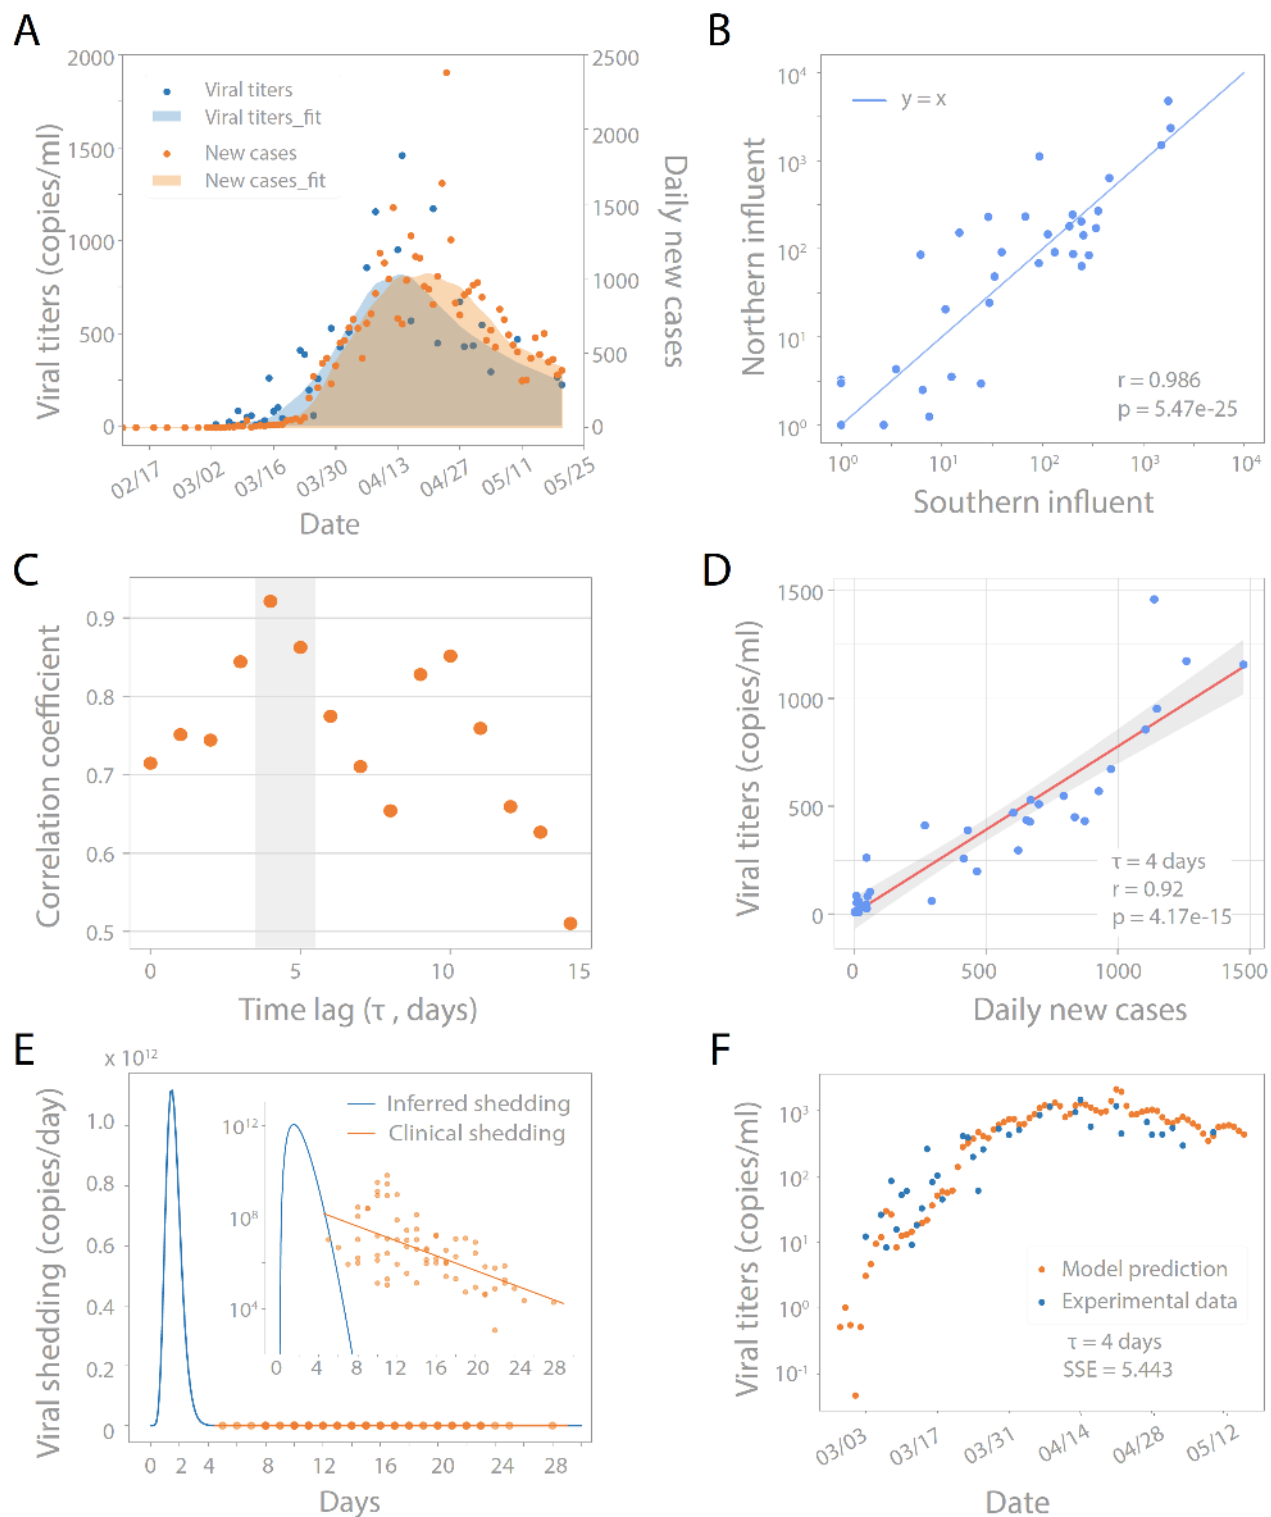 A
2000
1500
1000
500
0
Viral titers (copies/ml)
Viral titers
Viral titers_fit
New cases
New cases_fit
2500
2000
1500
1000
500
0
Daily new cases
02/17
03/02
03/16
03/30
04/13
04/27
05/11
05/25
Date
B
10⁴
10³
10²
10¹
10⁰
Northern influent
y = x
r = 0.986
p = 5.47e-25
10⁰
10¹
10²
10³
10⁴
Southern influent
C
0.9
0.8
0.7
0.6
0.5
Correlation coefficient
0
5
10
15
Time lag (τ , days)
D
1500
1000
500
0
Viral titers (copies/ml)
τ = 4 days
r = 0.92
p = 4.17e-15
0
500
1000
1500
Daily new cases
E
x 10¹²
1.0
0.8
0.6
0.4
0.2
0
Viral shedding (copies/day)
Inferred shedding
Clinical shedding
10¹²
10⁸
10⁴
0
4
8
12
16
20
24
28
0
2
4
8
12
16
20
24
28
Days
F
10³
10²
10¹
10⁰
10⁻¹
Viral titers (copies/ml)
Model prediction
Experimental data
τ = 4 days
SSE = 5.443
03/03
03/17
03/31
04/14
04/28
05/12
Date